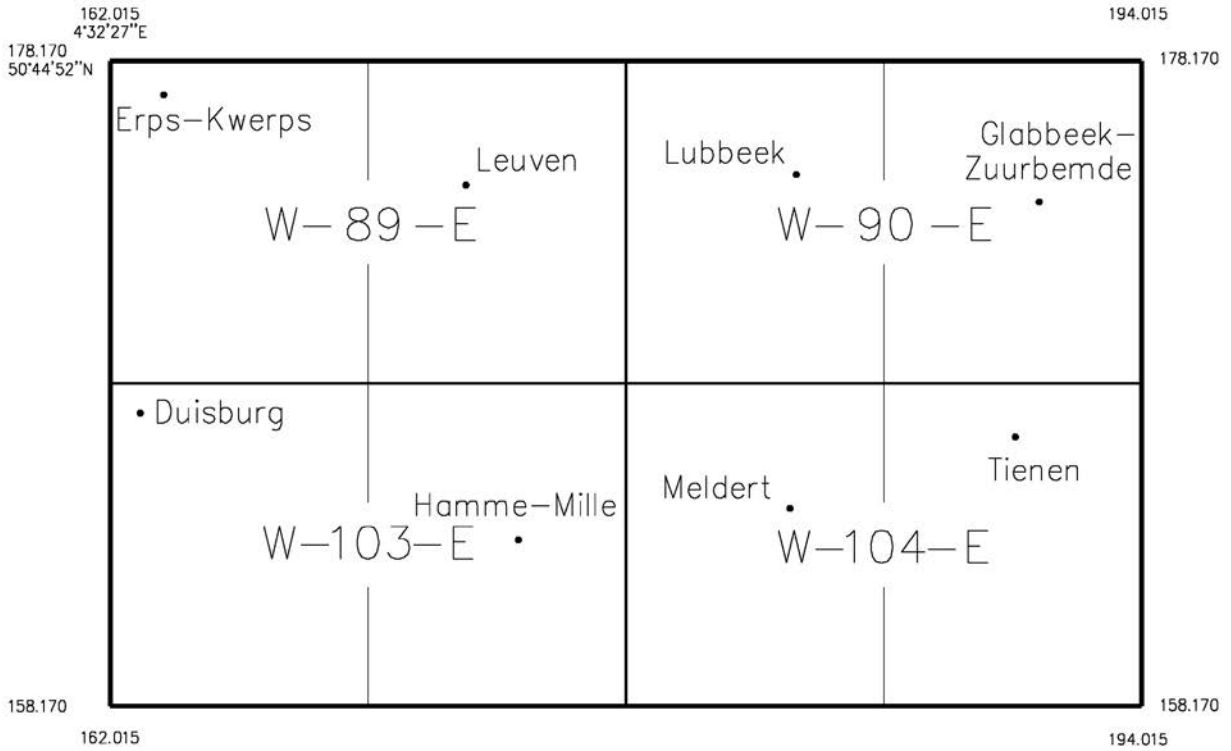 162.015
194.015
4°32'27"E
178.170
178.170
50°44'52"N
Erps-Kwerps
Leuven
Lubbeek
Glabbeek-
Zuurbemde
W-89-E
W-90-E
Duisburg
Tienen
Hamme-Mille
Meldert
W-103-E
W-104-E
158.170
158.170
162.015
194.015